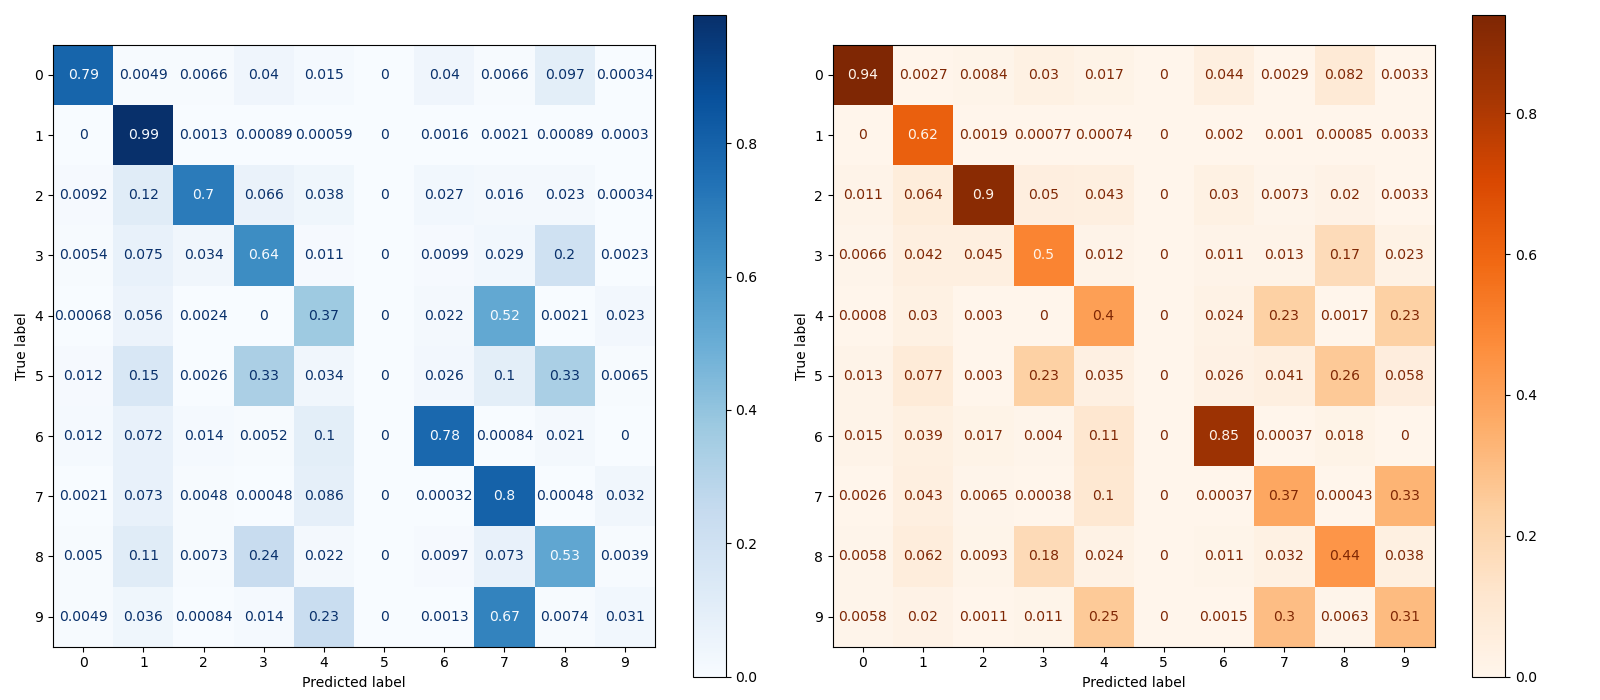 0 0.79 0.0049 0.0066 0.04 0.015 0 0.04 0.0066 0.097 0.00034
1 0 0.99 0.0013 0.00089 0.00059 0 0.0016 0.0021 0.00089 0.0003
2 0.0092 0.12 0.7 0.066 0.038 0 0.027 0.016 0.023 0.00034
3 0.0054 0.075 0.034 0.64 0.011 0 0.0099 0.029 0.2 0.0023
4 0.00068 0.056 0.0024 0 0.37 0 0.022 0.52 0.0021 0.023
5 0.012 0.15 0.0026 0.33 0.034 0 0.026 0.1 0.33 0.0065
6 0.012 0.072 0.014 0.0052 0.1 0 0.78 0.00084 0.021 0
7 0.0021 0.073 0.0048 0.00048 0.086 0 0.00032 0.8 0.00048 0.032
8 0.005 0.11 0.0073 0.24 0.022 0 0.0097 0.073 0.53 0.0039
9 0.0049 0.036 0.00084 0.014 0.23 0 0.0013 0.67 0.0074 0.031
0 1 2 3 4 5 6 7 8 9
Predicted label
True label
0.8
0.6
0.4
0.2
0.0
0 0.94 0.0027 0.0084 0.03 0.017 0 0.044 0.0029 0.082 0.0033
1 0 0.62 0.0019 0.00077 0.00074 0 0.002 0.001 0.00085 0.0033
2 0.011 0.064 0.9 0.05 0.043 0 0.03 0.0073 0.02 0.0033
3 0.0066 0.042 0.045 0.5 0.012 0 0.011 0.013 0.17 0.023
4 0.0008 0.03 0.003 0 0.4 0 0.024 0.23 0.0017 0.23
5 0.013 0.077 0.003 0.23 0.035 0 0.026 0.041 0.26 0.058
6 0.015 0.039 0.017 0.004 0.11 0 0.85 0.00037 0.018 0
7 0.0026 0.043 0.0065 0.00038 0.1 0 0.00037 0.37 0.00043 0.33
8 0.0058 0.062 0.0093 0.18 0.024 0 0.011 0.032 0.44 0.038
9 0.0058 0.02 0.0011 0.011 0.25 0 0.0015 0.3 0.0063 0.31
0 1 2 3 4 5 6 7 8 9
Predicted label
True label
0.8
0.6
0.4
0.2
0.0